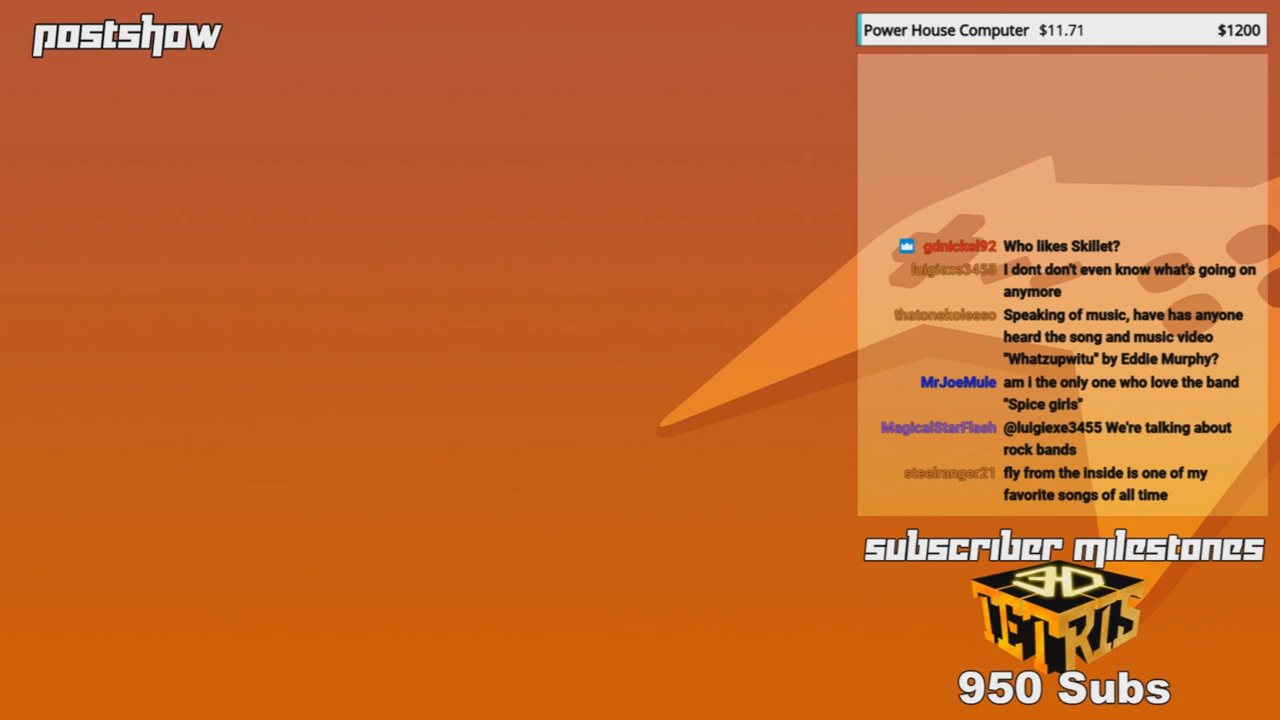 postshow
Power House Computer $11.71 $1200
gdnickel92 Who likes Skillet?
luigiexe3455 I dont don't even know what's going on
anymore
thatonekoleeso Speaking of music, have has anyone
heard the song and music video
"Whatzupwitu" by Eddie Murphy?
MrJoeMule am i the only one who love the band
"Spice girls"
MagicalStarFlash @luigiexe3455 We're talking about
rock bands
steelranger21 fly from the inside is one of my
favorite songs of all time
subscriber milestones
3D
TETRIS
950 Subs